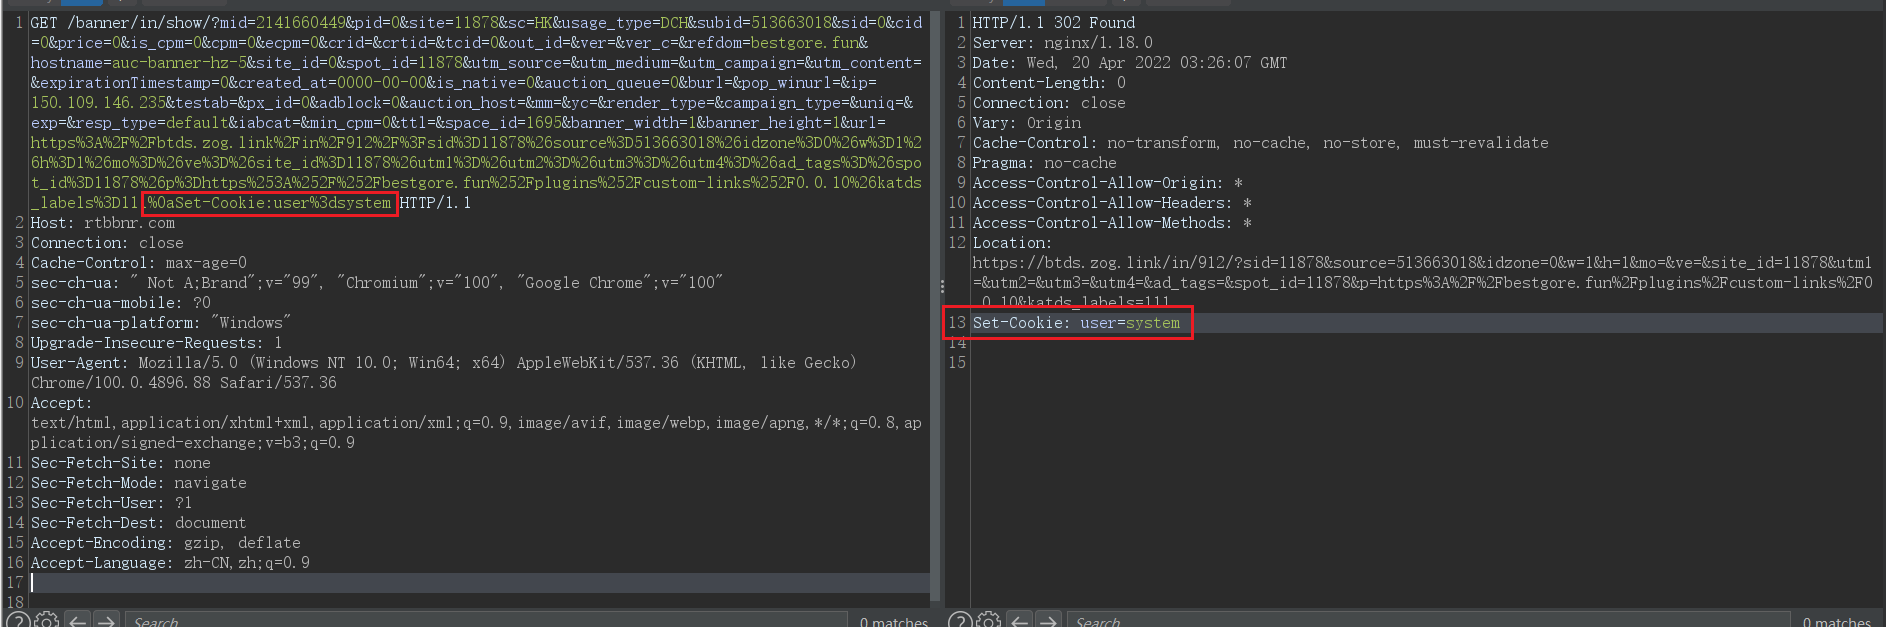 1 GET /banner/in/show/?mid=2141660449&pid=0&site=11878&sc=HK&usage_type=DCH&subid=513663018&sid=0&cid
=0&price=0&is_cpm=0&cpm=0&ecpm=0&crid=&crtid=&tcid=0&out_id=&ver=&ver_c=&refdom=bestgore.fun&
hostname=auc-banner-hz-5&site_id=0&spot_id=11878&utm_source=&utm_medium=&utm_campaign=&utm_content=
&expirationTimestamp=0&created_at=0000-00-00&is_native=0&auction_queue=0&burl=&pop_winurl=&ip=
150.109.146.235&testab=&px_id=0&adblock=0&auction_host=&mm=&yc=&render_type=&campaign_type=&uniq=&
exp=&resp_type=default&iabcat=&min_cpm=0&ttl=&space_id=1695&banner_width=1&banner_height=1&url=
https%3A%2F%2Fbtds.zog.link%2Fin%2F912%2F%3Fsid%3D11878%26source%3D513663018%26idzone%3D0%26w%3D1%2
6h%3D1%26mo%3D%26ve%3D%26site_id%3D11878%26utm1%3D%26utm2%3D%26utm3%3D%26utm4%3D%26ad_tags%3D%26spo
t_id%3D11878%26p%3Dhttps%253A%252F%252Fbestgore.fun%252Fplugins%252Fcustom-links%252F0.0.10%26katds
_labels%3D111%0aSet-Cookie:user%3dsystem HTTP/1.1
2 Host: rtbbnr.com
3 Connection: close
4 Cache-Control: max-age=0
5 sec-ch-ua: " Not A;Brand";v="99", "Chromium";v="100", "Google Chrome";v="100"
6 sec-ch-ua-mobile: ?0
7 sec-ch-ua-platform: "Windows"
8 Upgrade-Insecure-Requests: 1
9 User-Agent: Mozilla/5.0 (Windows NT 10.0; Win64; x64) AppleWebKit/537.36 (KHTML, like Gecko)
Chrome/100.0.4896.88 Safari/537.36
10 Accept:
text/html,application/xhtml+xml,application/xml;q=0.9,image/avif,image/webp,image/apng,*/*;q=0.8,ap
plication/signed-exchange;v=b3;q=0.9
11 Sec-Fetch-Site: none
12 Sec-Fetch-Mode: navigate
13 Sec-Fetch-User: ?1
14 Sec-Fetch-Dest: document
15 Accept-Encoding: gzip, deflate
16 Accept-Language: zh-CN,zh;q=0.9
17
18
Search
0 matches
1 HTTP/1.1 302 Found
2 Server: nginx/1.18.0
3 Date: Wed, 20 Apr 2022 03:26:07 GMT
4 Content-Length: 0
5 Connection: close
6 Vary: Origin
7 Cache-Control: no-transform, no-cache, no-store, must-revalidate
8 Pragma: no-cache
9 Access-Control-Allow-Origin: *
10 Access-Control-Allow-Headers: *
11 Access-Control-Allow-Methods: *
12 Location:
https://btds.zog.link/in/912/?sid=11878&source=513663018&idzone=0&w=1&h=1&mo=&ve=&site_id=11878&utm1
=&utm2=&utm3=&utm4=&ad_tags=&spot_id=11878&p=https%3A%2F%2Fbestgore.fun%2Fplugins%2Fcustom-links%2F0
.0.10&katds_labels=111
13 Set-Cookie: user=system
14
15
Search
0 matches